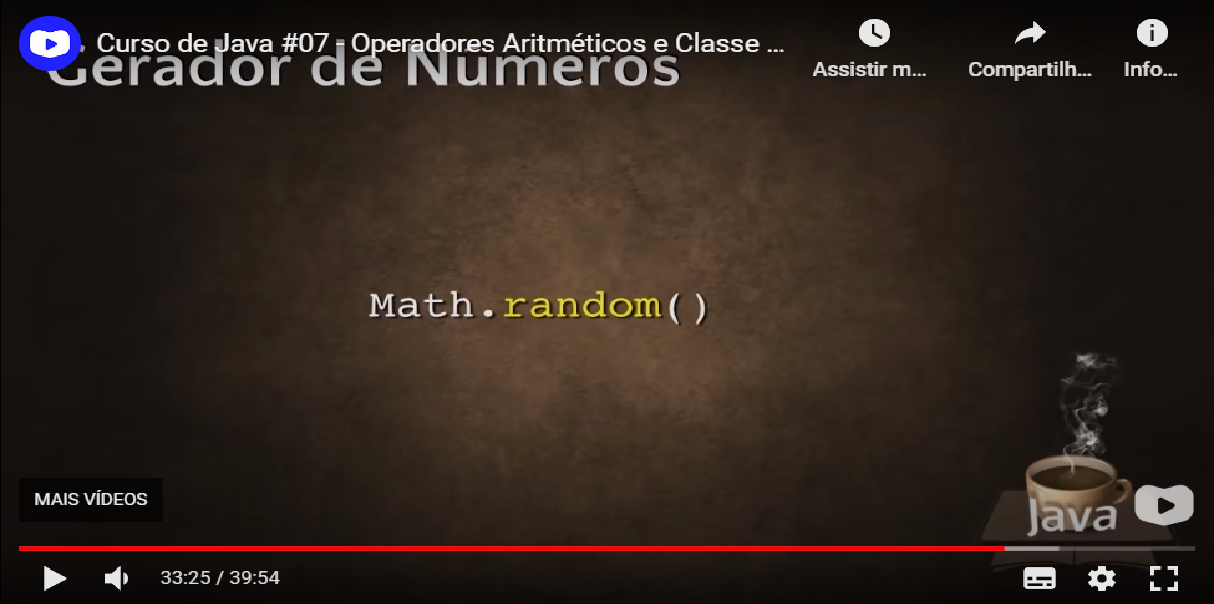 Curso de Java #07 - Operadores Aritméticos e Classe ...
Assistir m...
Compartilh...
Info...
Gerador de Números
Math.random()
MAIS VÍDEOS
Java
33:25 / 39:54